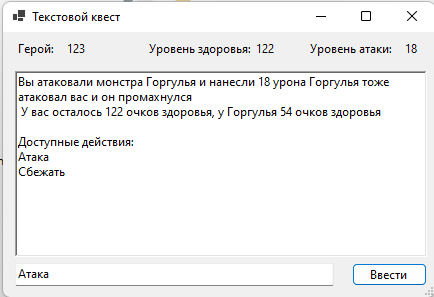 Текстовый квест
Герой: 123 Уровень здоровья: 122 Уровень атаки: 18
Вы атаковали монстра Горгулья и нанесли 18 урона Горгулья тоже
атаковал вас и он промахнулся
У вас осталось 122 очков здоровья, у Горгулья 54 очков здоровья
Доступные действия:
Атака
Сбежать
Атака Ввести